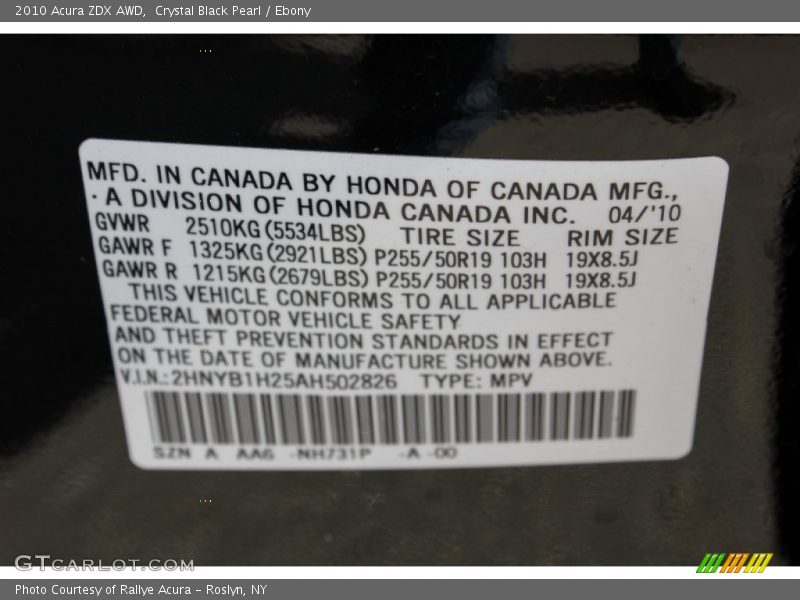 2010 Acura ZDX AWD, Crystal Black Pearl / Ebony
MFD. IN CANADA BY HONDA OF CANADA MFG.,
A DIVISION OF HONDA CANADA INC. 04/'10
GVWR 2510KG(5534LBS) TIRE SIZE RIM SIZE
GAWR F 1325KG(2921LBS) P255/50R19 103H 19X8.5J
GAWR R 1215KG(2679LBS) P255/50R19 103H 19X8.5J
THIS VEHICLE CONFORMS TO ALL APPLICABLE
FEDERAL MOTOR VEHICLE SAFETY
AND THEFT PREVENTION STANDARDS IN EFFECT
ON THE DATE OF MANUFACTURE SHOWN ABOVE.
V.I.N.: 2HNYB1H25AH502826 TYPE: MPV
SZN A AA6 -NH731P -A -00
GTCARLOT.COM
Photo Courtesy of Rallye Acura - Roslyn, NY